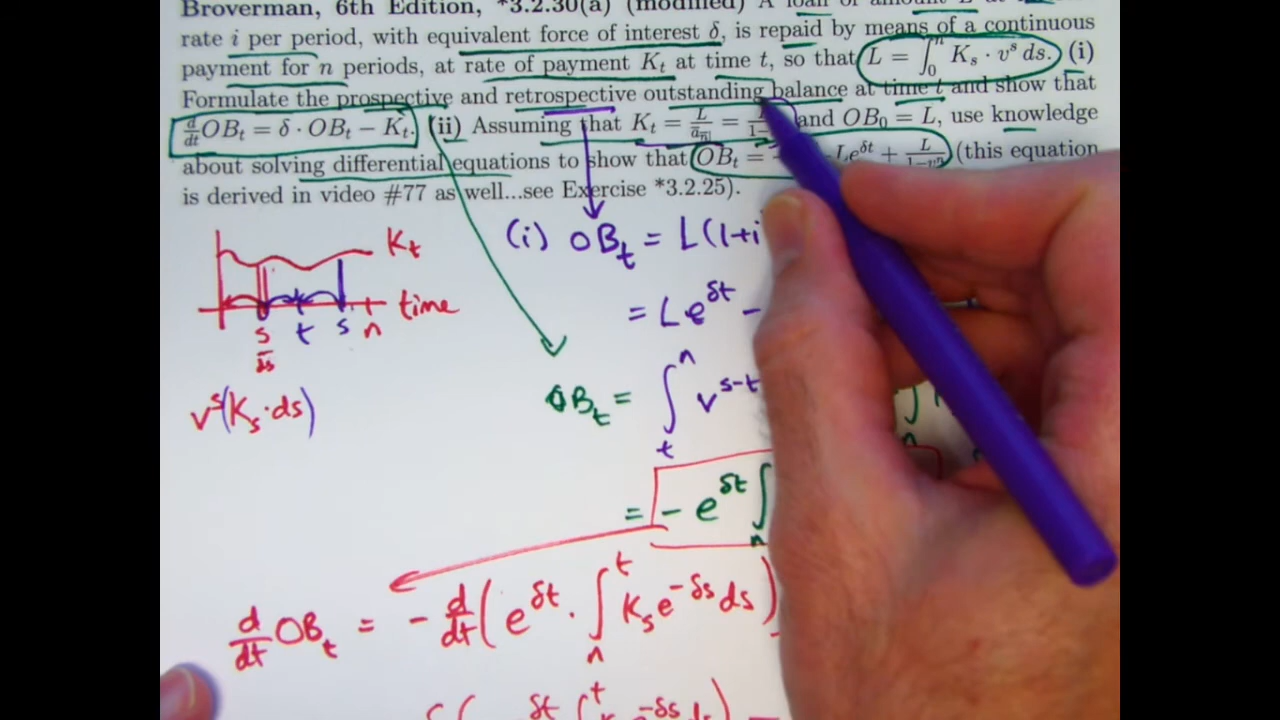 Broverman, 6th Edition, *3.2.30(a) (modified) A loan of amount L at
rate i per period, with equivalent force of interest δ, is repaid by means of a continuous
payment for n periods, at rate of payment K_t at time t, so that L = ∫_0^n K_s · v^s ds. (i)
Formulate the prospective and retrospective outstanding balance at time t and show that
d/dt OB_t = δ · OB_t − K_t. (ii) Assuming that K_t = L/a_n̅| = and OB_0 = L, use knowledge
about solving differential equations to show that OB_t = Le^{δt} + L/(1−v^n) (this equation
is derived in video #77 as well...see Exercise *3.2.25).
K_t
(i) OB_t = L(1+i
time
s t s n
ds
= Le^{δt} −
v^s(K_s·ds)
OB_t = ∫_t^n v^{s−t}
= − e^{δt} ∫_n
d/dt OB_t = − d/dt (e^{δt} · ∫_n^t K_s e^{−δs} ds)